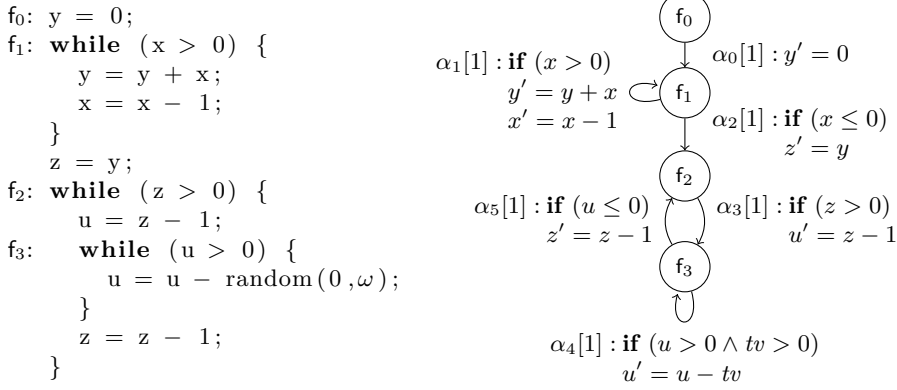 f₀: y = 0;
f₁: while (x > 0) {
y = y + x;
x = x − 1;
}
z = y;
f₂: while (z > 0) {
u = z − 1;
f₃: while (u > 0) {
u = u − random(0,ω);
}
z = z − 1;
}
f₀
α₀[1] : y′ = 0
α₁[1] : if (x > 0)
y′ = y + x
x′ = x − 1
f₁
α₂[1] : if (x ≤ 0)
z′ = y
f₂
α₅[1] : if (u ≤ 0)
z′ = z − 1
α₃[1] : if (z > 0)
u′ = z − 1
f₃
α₄[1] : if (u > 0 ∧ tv > 0)
u′ = u − tv